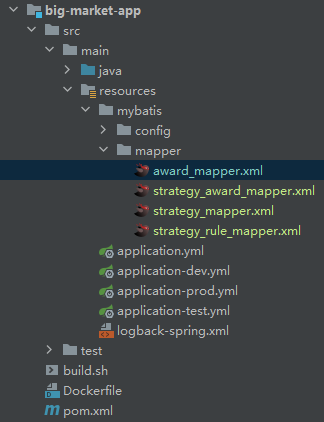 big-market-app
src
main
java
resources
mybatis
config
mapper
award_mapper.xml
strategy_award_mapper.xml
strategy_mapper.xml
strategy_rule_mapper.xml
application.yml
application-dev.yml
application-prod.yml
application-test.yml
logback-spring.xml
test
build.sh
Dockerfile
pom.xml